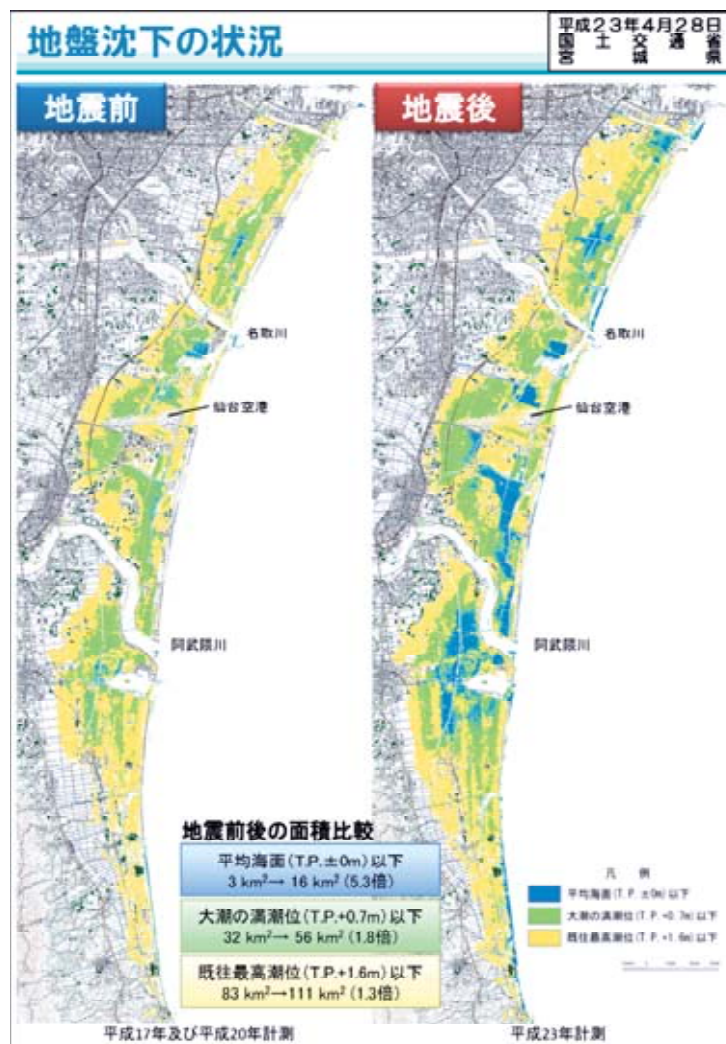 地盤沈下の状況
平成23年4月28日
国土交通省
宮城県
地震前
地震後
名取川
仙台空港
阿武隈川
名取川
仙台空港
阿武隈川
地震前後の面積比較
平均海面(T.P.±0m)以下
3 km²→ 16 km² (5.3倍)
大潮の満潮位(T.P.+0.7m)以下
32 km²→ 56 km² (1.8倍)
既往最高潮位(T.P.+1.6m)以下
83 km²→111 km² (1.3倍)
凡例
平均海面(T.P.±0m)以下
大潮の満潮位(T.P.+0.7m)以下
既往最高潮位(T.P.+1.6m)以下
平成17年及び平成20年計測
平成23年計測